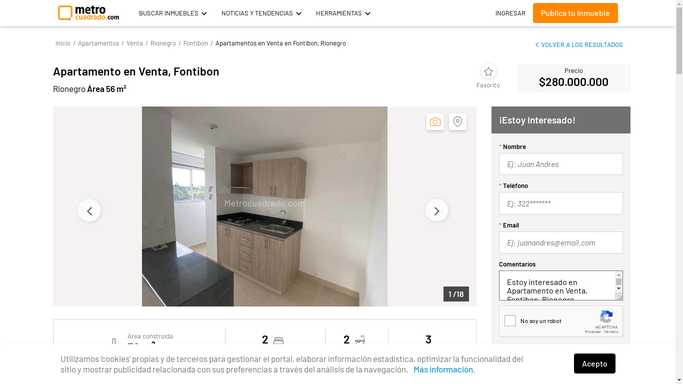 metro
cuadrado.com
BUSCAR INMUEBLES
NOTICIAS Y TENDENCIAS
HERRAMIENTAS
INGRESAR
Publica tu Inmueble
Inicio / Apartamentos / Venta / Rionegro / Fontibon / Apartamentos en Venta en Fontibon, Rionegro
VOLVER A LOS RESULTADOS
Apartamento en Venta, Fontibon
Rionegro Área 56 m²
Favorito
Precio
$280.000.000
¡Estoy Interesado!
* Nombre
Ej: Juan Andres
* Teléfono
Ej: 322*******
* Email
Ej: juanandres@email.com
Comentarios
Estoy interesado en
Apartamento en Venta,
Fontibon, Rionegro
Metrocuadrado.com
1 /18
No soy un robot
reCAPTCHA
Privacidad - Términos
Área construida
2
2
3
Utilizamos 'cookies' propias y de terceros para gestionar el portal, elaborar información estadística, optimizar la funcionalidad del
sitio y mostrar publicidad relacionada con sus preferencias a través del análisis de la navegación. Más información.
Acepto